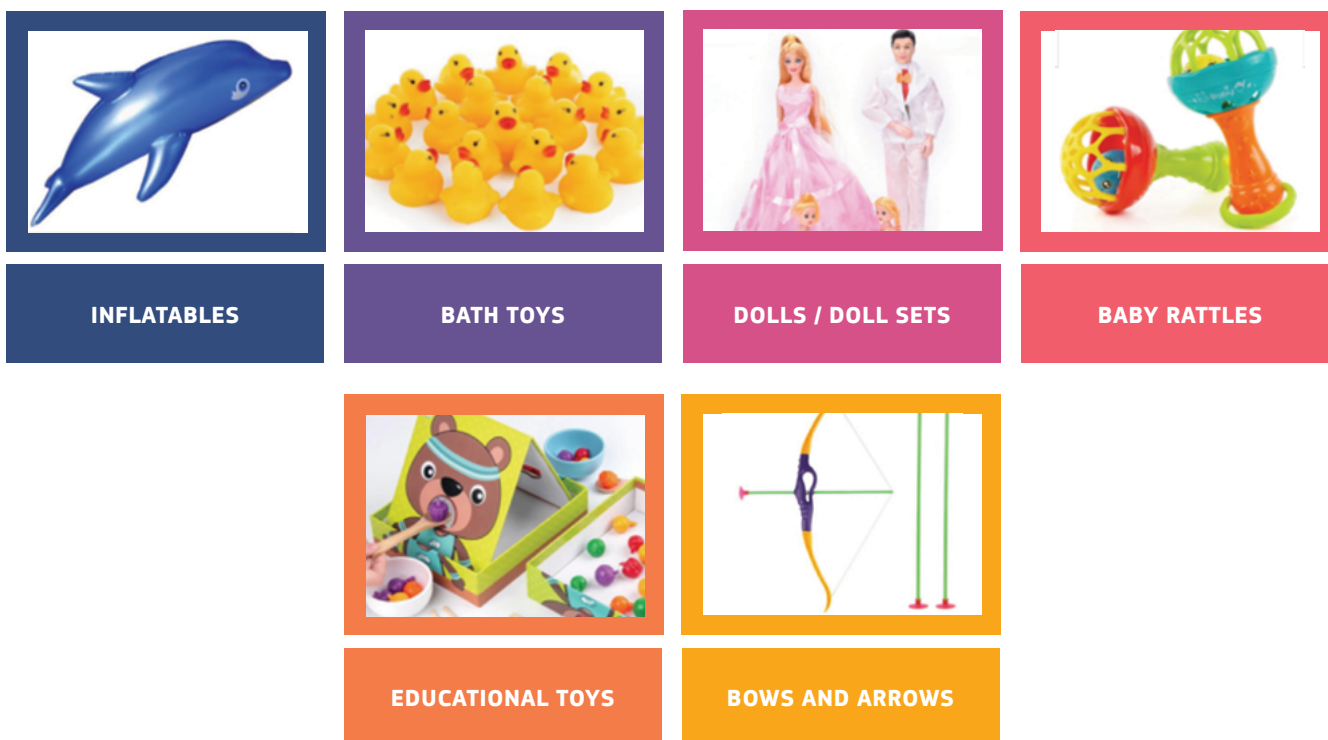 INFLATABLES
BATH TOYS
DOLLS / DOLL SETS
BABY RATTLES
EDUCATIONAL TOYS
BOWS AND ARROWS